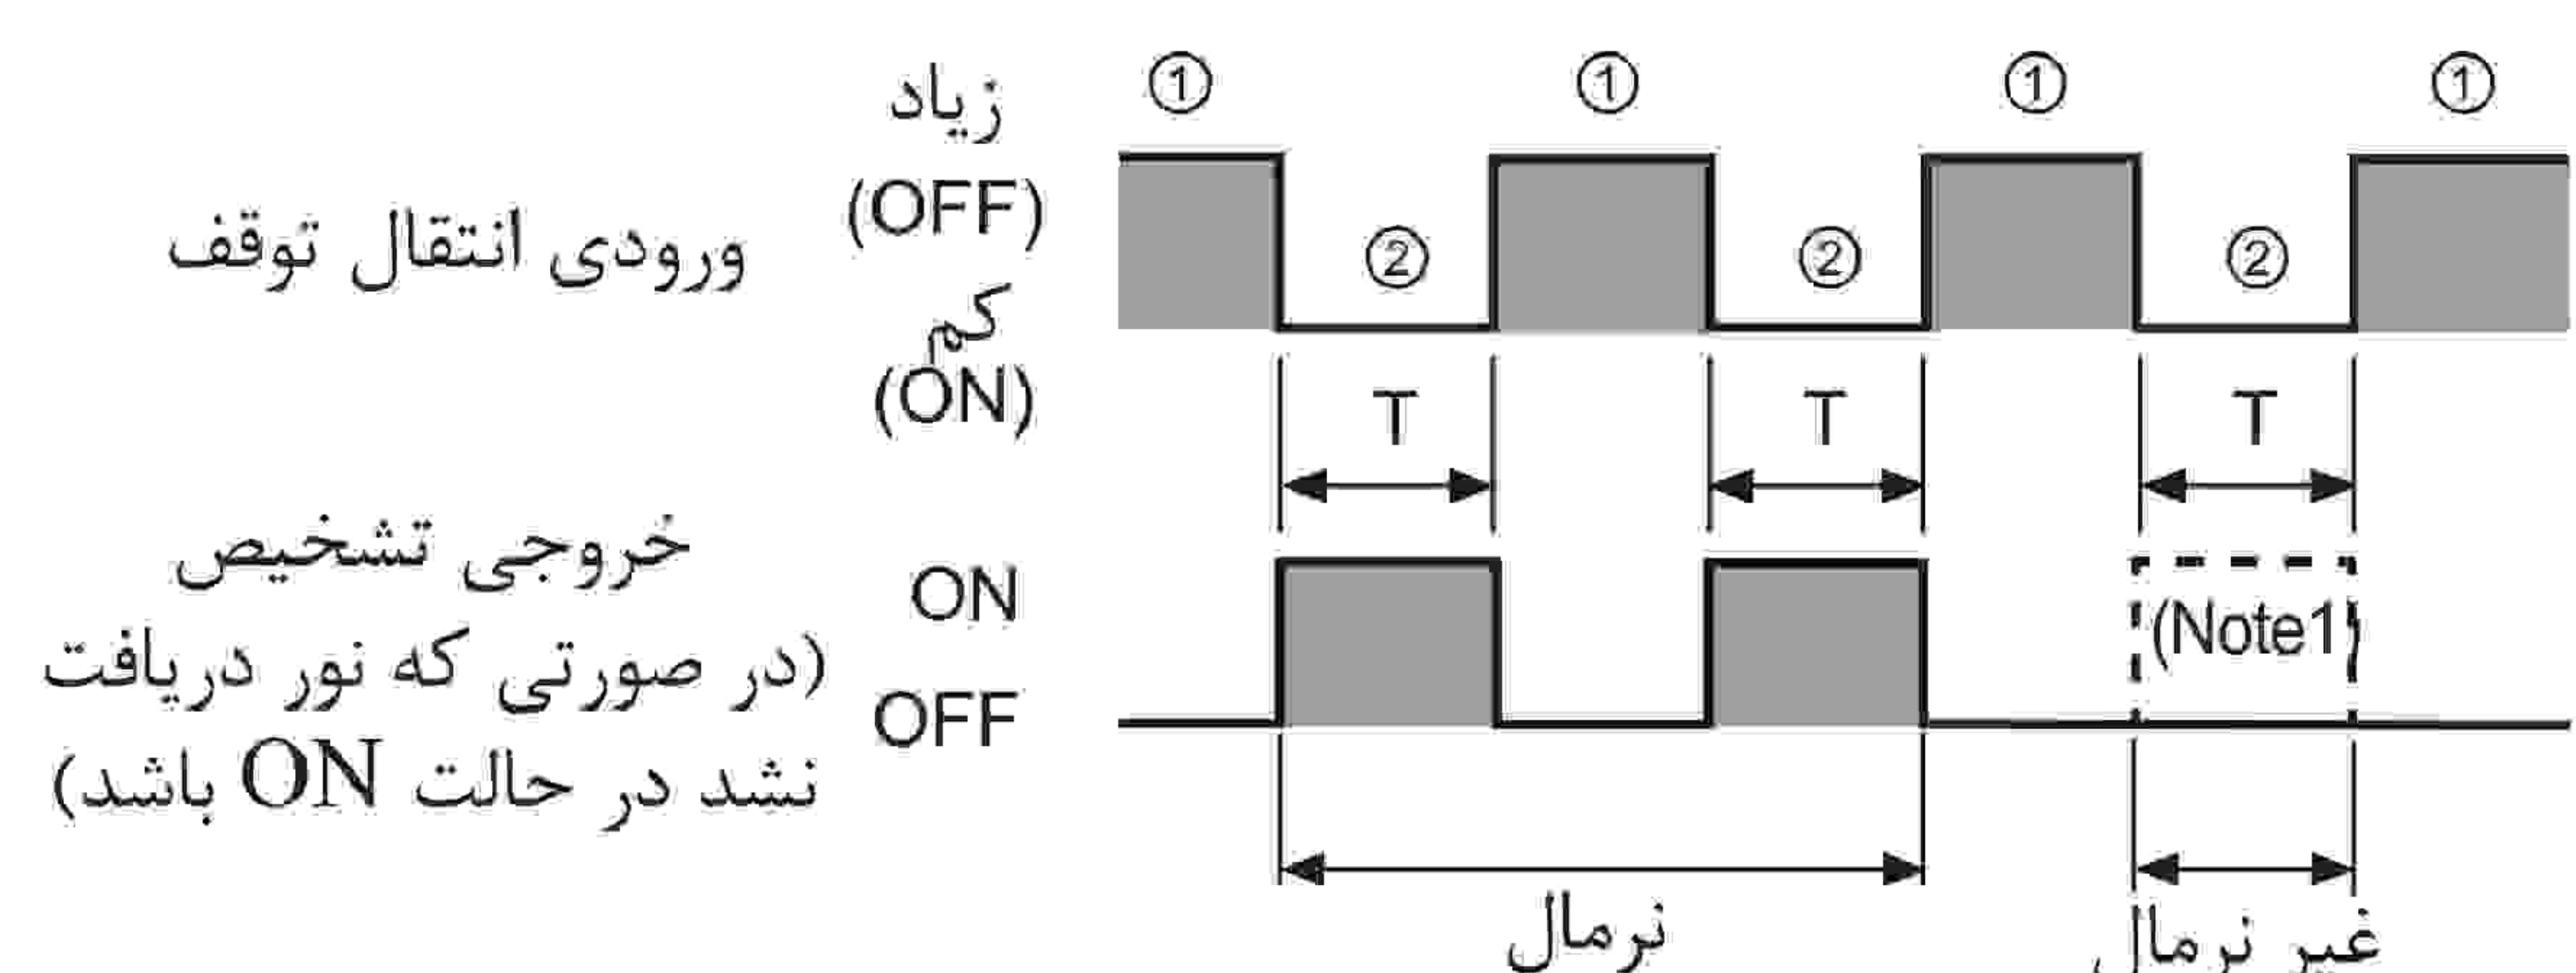 ① ① ① ①
زیاد
(OFF)
ورودی انتقال توقف
② ② ②
کم
(ON)
T T T
خروجی تشخیص
(در صورتی که نور دریافت
نشد در حالت ON باشد)
ON
(Note1)
OFF
نرمال
غیر نرمال